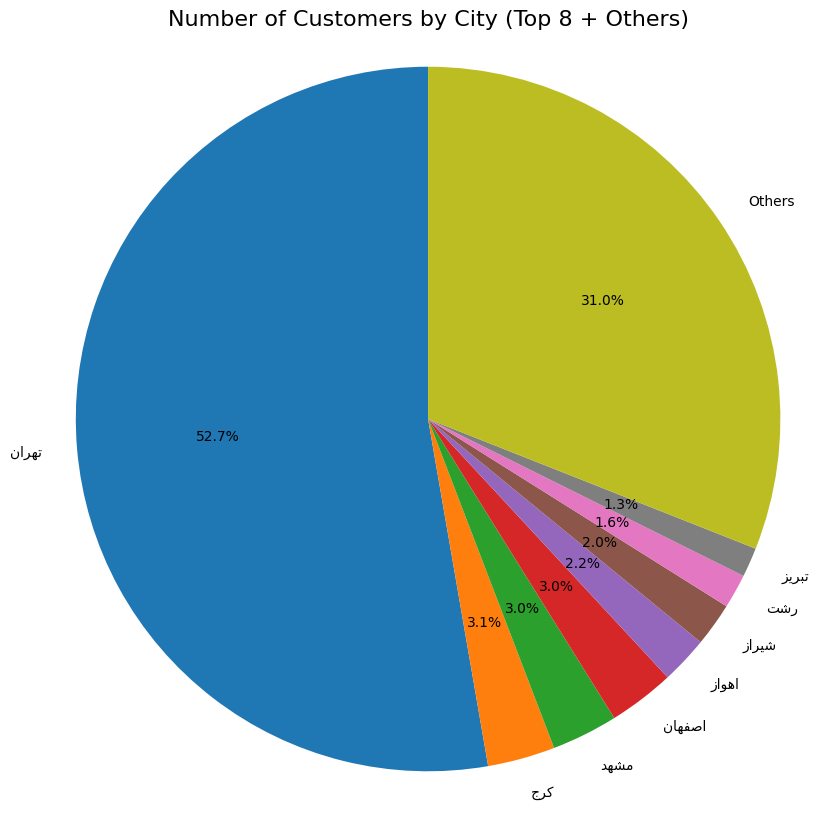 Number of Customers by City (Top 8 + Others)
Others
31.0%
52.7%
تهران
1.3%
1.6%
2.0%
2.2%
3.0%
3.0%
3.1%
تبریز
رشت
شیراز
اهواز
اصفهان
مشهد
کرج